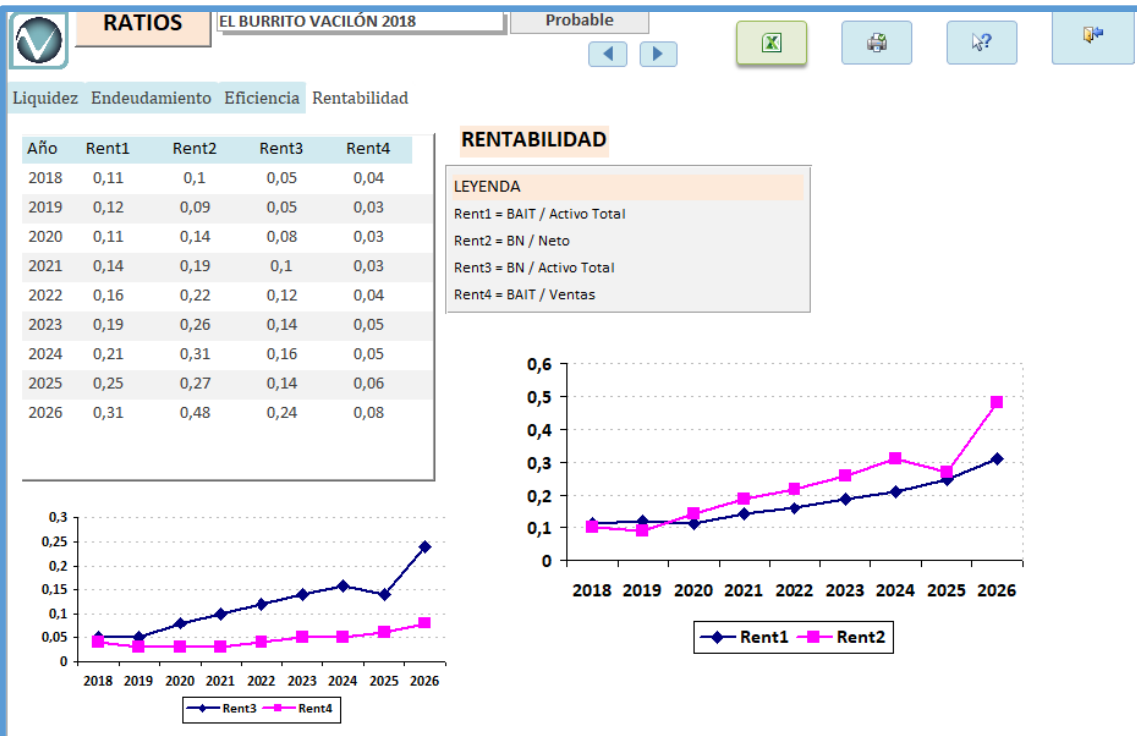 RATIOS
EL BURRITO VACILÓN 2018
Probable
Liquidez Endeudamiento Eficiencia Rentabilidad
Año Rent1 Rent2 Rent3 Rent4
2018 0,11 0,1 0,05 0,04
2019 0,12 0,09 0,05 0,03
2020 0,11 0,14 0,08 0,03
2021 0,14 0,19 0,1 0,03
2022 0,16 0,22 0,12 0,04
2023 0,19 0,26 0,14 0,05
2024 0,21 0,31 0,16 0,05
2025 0,25 0,27 0,14 0,06
2026 0,31 0,48 0,24 0,08
RENTABILIDAD
LEYENDA
Rent1 = BAIT / Activo Total
Rent2 = BN / Neto
Rent3 = BN / Activo Total
Rent4 = BAIT / Ventas
0,3
0,25
0,2
0,15
0,1
0,05
0
2018 2019 2020 2021 2022 2023 2024 2025 2026
Rent3 Rent4
0,6
0,5
0,4
0,3
0,2
0,1
0
2018 2019 2020 2021 2022 2023 2024 2025 2026
Rent1 Rent2